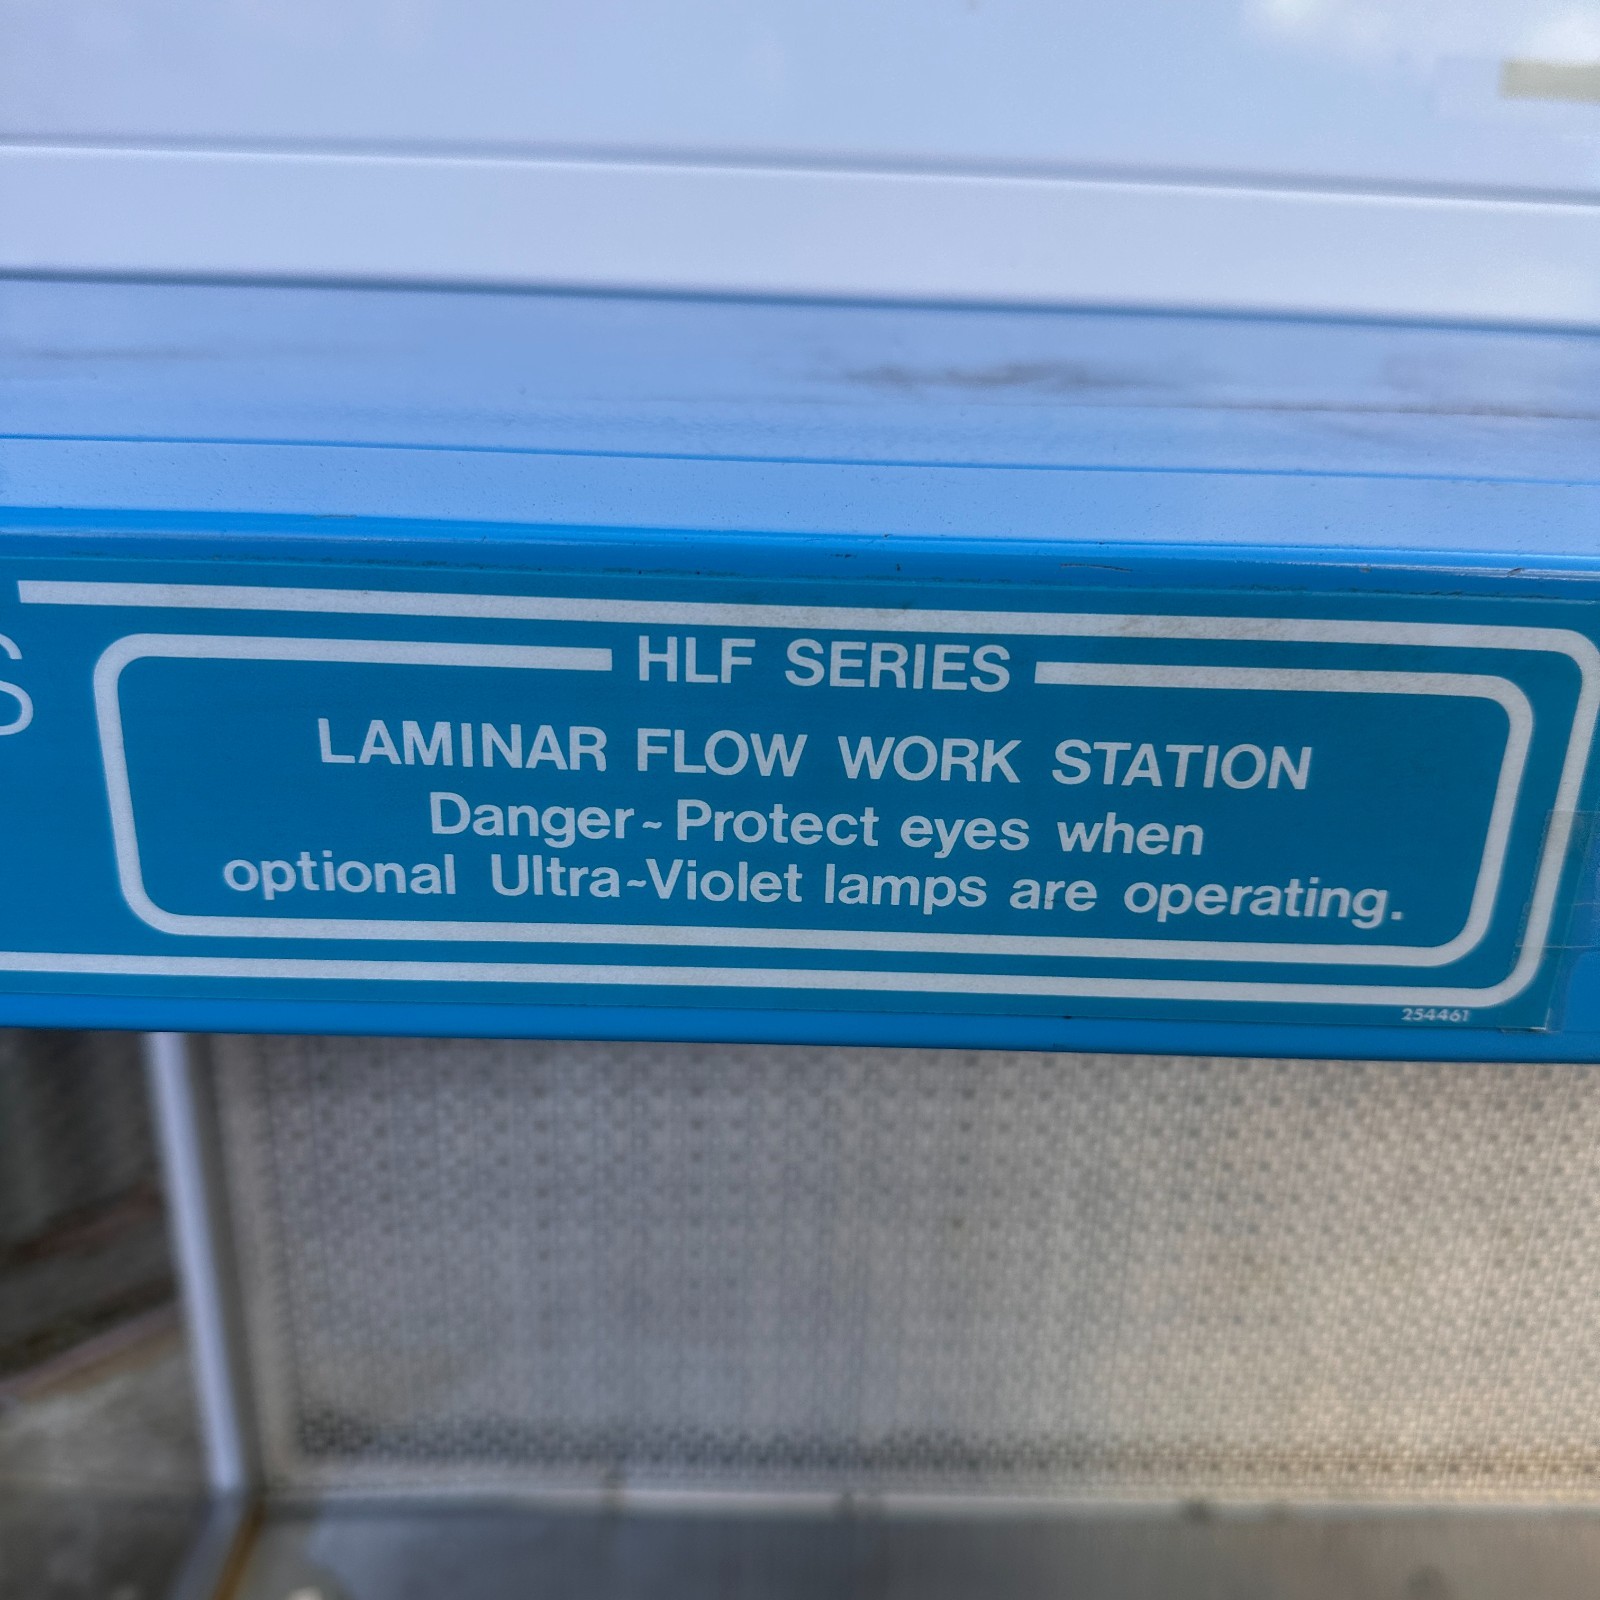 S
HLF SERIES
LAMINAR FLOW WORK STATION
Danger~Protect eyes when
optional Ultra~Violet lamps are operating.
254461